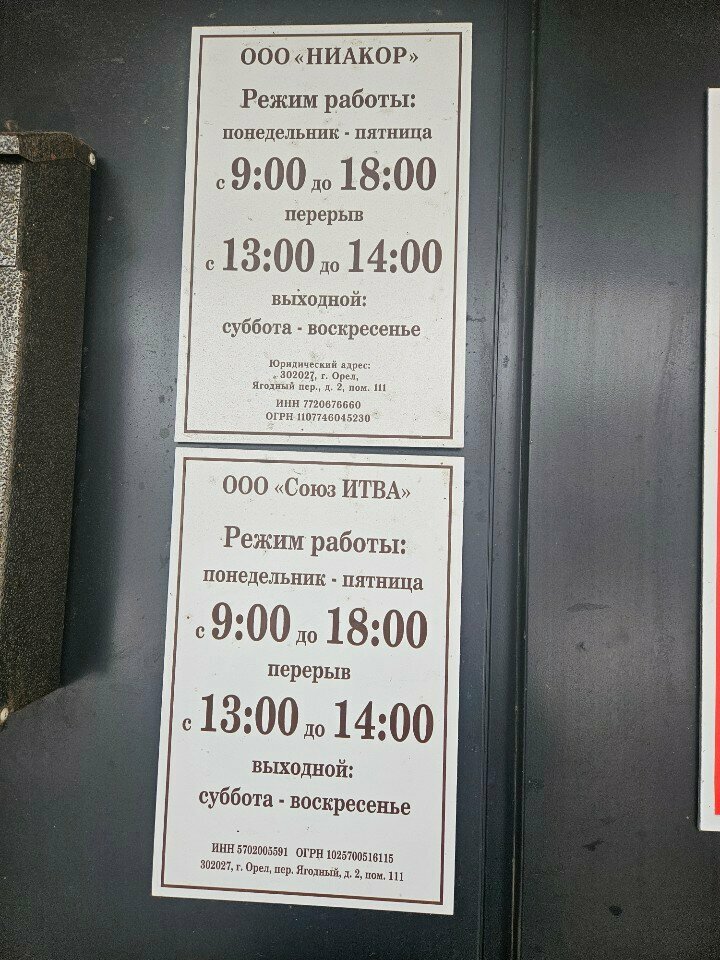 ООО «НИАКОР»
Режим работы:
понедельник - пятница
с 9:00 до 18:00
перерыв
с 13:00 до 14:00
выходной:
суббота - воскресенье
Юридический адрес:
302027, г. Орел,
Ягодный пер., д. 2, пом. 111
ИНН 7720676660
ОГРН 1107746045230
ООО «Союз ИТВА»
Режим работы:
понедельник - пятница
с 9:00 до 18:00
перерыв
с 13:00 до 14:00
выходной:
суббота - воскресенье
ИНН 5702005591 ОГРН 1025700516115
302027, г. Орел, пер. Ягодный, д. 2, пом. 111